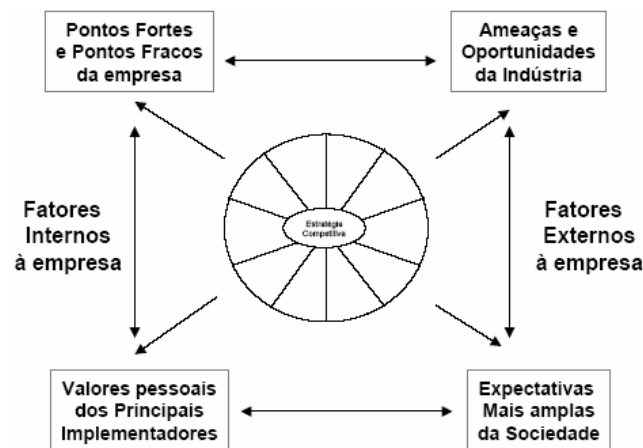 Pontos Fortes
e Pontos Fracos
da empresa
Ameaças e
Oportunidades
da Indústria
Estratégia
Competitiva
Fatores
Internos
à empresa
Fatores
Externos
à empresa
Valores pessoais
dos Principais
Implementadores
Expectativas
Mais amplas
da Sociedade